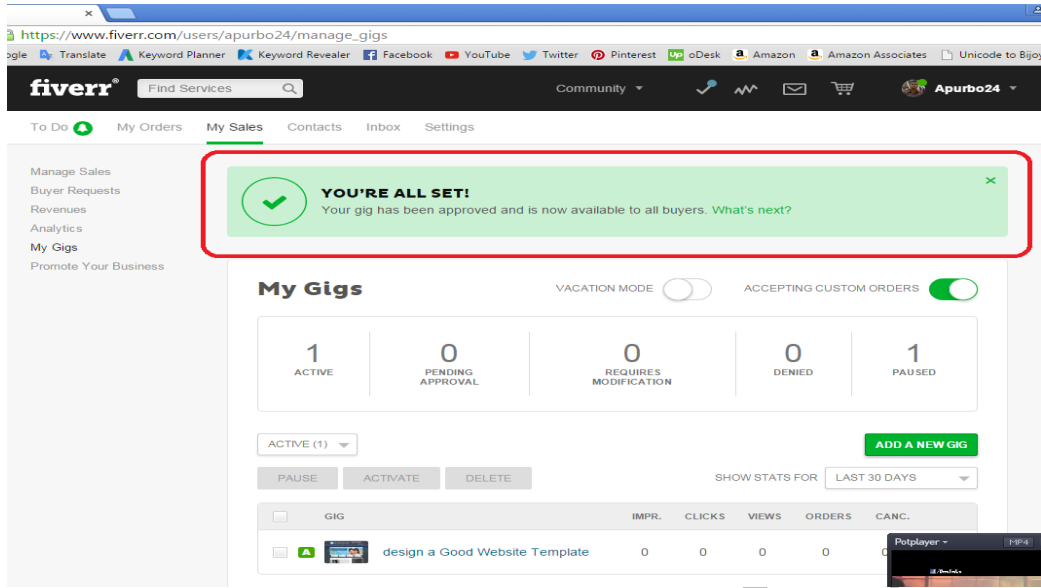 ×
https://www.fiverr.com/users/apurbo24/manage_gigs
ogle Translate Keyword Planner Keyword Revealer Facebook YouTube Twitter Pinterest Up oDesk a Amazon a Amazon Associates Unicode to Bijoy
fiverr® Find Services Community Apurbo24
To Do My Orders My Sales Contacts Inbox Settings
Manage Sales
Buyer Requests
Revenues
Analytics
My Gigs
Promote Your Business
YOU'RE ALL SET! ×
Your gig has been approved and is now available to all buyers. What's next?
My Gigs VACATION MODE ACCEPTING CUSTOM ORDERS
1 0 0 0 1
ACTIVE PENDING APPROVAL REQUIRES MODIFICATION DENIED PAUSED
ACTIVE (1) ADD A NEW GIG
PAUSE ACTIVATE DELETE SHOW STATS FOR LAST 30 DAYS
GIG IMPR. CLICKS VIEWS ORDERS CANC.
A design a Good Website Template 0 0 0 0
Potplayer MP4